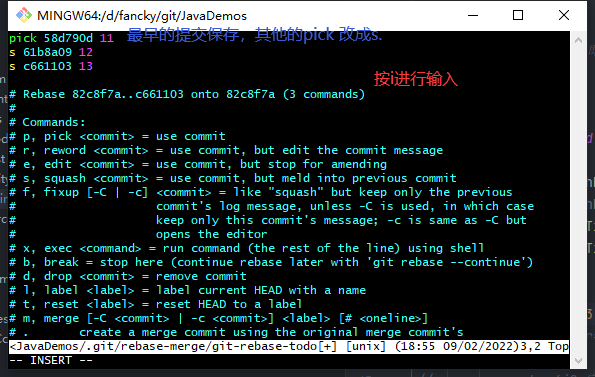 MINGW64:/d/fancky/git/JavaDemos
pick 58d790d 11 最早的提交保存，其他的pick 改成s.
s 61b8a09 12
s c661103 13
按i进行输入
# Rebase 82c8f7a..c661103 onto 82c8f7a (3 commands)
#
# Commands:
# p, pick <commit> = use commit
# r, reword <commit> = use commit, but edit the commit message
# e, edit <commit> = use commit, but stop for amending
# s, squash <commit> = use commit, but meld into previous commit
# f, fixup [-C | -c] <commit> = like "squash" but keep only the previous
#                    commit's log message, unless -C is used, in which case
#                    keep only this commit's message; -c is same as -C but
#                    opens the editor
# x, exec <command> = run command (the rest of the line) using shell
# b, break = stop here (continue rebase later with 'git rebase --continue')
# d, drop <commit> = remove commit
# l, label <label> = label current HEAD with a name
# t, reset <label> = reset HEAD to a label
# m, merge [-C <commit> | -c <commit>] <label> [# <oneline>]
# .       create a merge commit using the original merge commit's
<JavaDemos/.git/rebase-merge/git-rebase-todo[+] [unix] (18:55 09/02/2022)3,2 Top
-- INSERT --